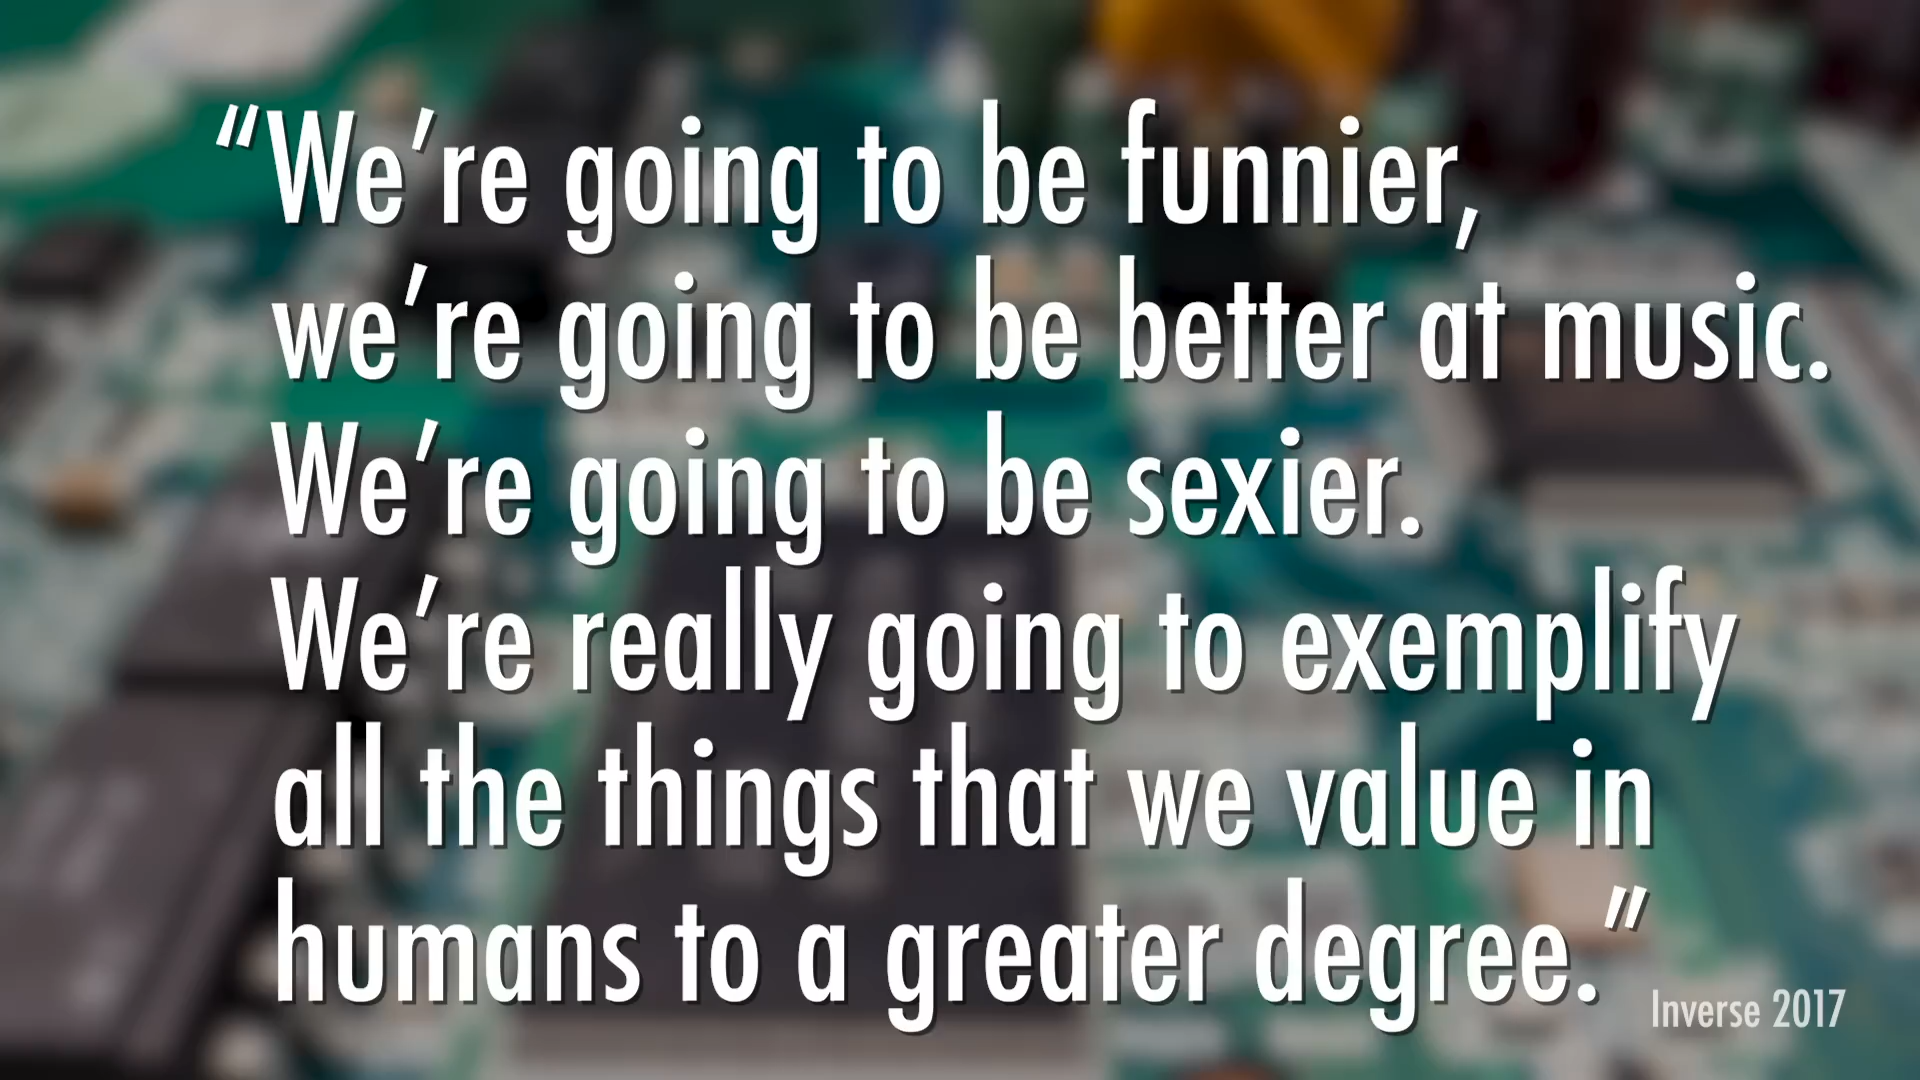 “We’re going to be funnier,
we’re going to be better at music.
We’re going to be sexier.
We’re really going to exemplify
all the things that we value in
humans to a greater degree.”
Inverse 2017